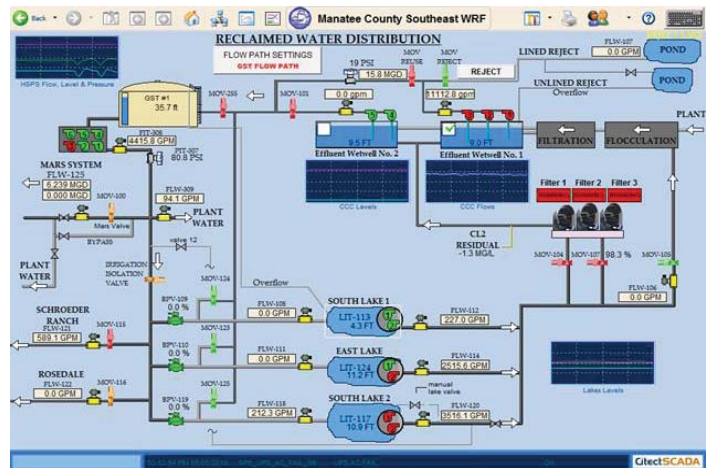 Back
Manatee County Southeast WRF
RECLAIMED WATER DISTRIBUTION
FLOW PATH SETTINGS
GST FLOW PATH
HSPS Flow, Level & Pressure
GST #1
35.7 ft
MOV-255
MOV-101
19 PSI
15.8 MGD
0.0 gpm
MOV
REUSE
MOV
REJECT
11112.8 gpm
REJECT
LINED REJECT
FLW-107
0.0 GPM
POND
UNLINED REJECT
Overflow
POND
PLANT
9.5 FT
Effluent Wetwell No. 2
9.0 FT
Effluent Wetwell No. 1
FILTRATION
FLOCCULATION
CCC Levels
CCC Flows
Filter 1
Filter 2
Filter 3
CL2
RESIDUAL
-1.3 MG/L
MOV-104
MOV-107
98.3 %
MOV-105
FLW-106
0.0 GPM
FIT-308
4415.8 GPM
PIT-307
80.8 PSI
MARS SYSTEM
FLW-125
6.239 MGD
0.000 MGD
MOV-100
Mars Valve
BYPASS
FLW-309
94.1 GPM
PLANT
WATER
PLANT
WATER
valve 12
IRRIGATION
ISOLATION
VALVE
MOV-124
Overflow
SCHROEDER
RANCH
FLW-121
589.1 GPM
MOV-115
ROSEDALE
FLW-122
0.0 GPM
MOV-116
BPV-109
0.0 %
FLW-108
0.0 GPM
SOUTH LAKE 1
LIT-113
4.3 FT
FLW-112
227.0 GPM
MOV-123
BPV-110
0.0 %
FLW-111
0.0 GPM
EAST LAKE
LIT-124
11.2 FT
FLW-114
2515.6 GPM
manual
lake valve
MOV-125
BPV-119
0.0 %
FLW-118
212.3 GPM
SOUTH LAKE 2
LIT-117
10.9 FT
FLW-120
3516.1 GPM
Lakes Levels
CitectSCADA